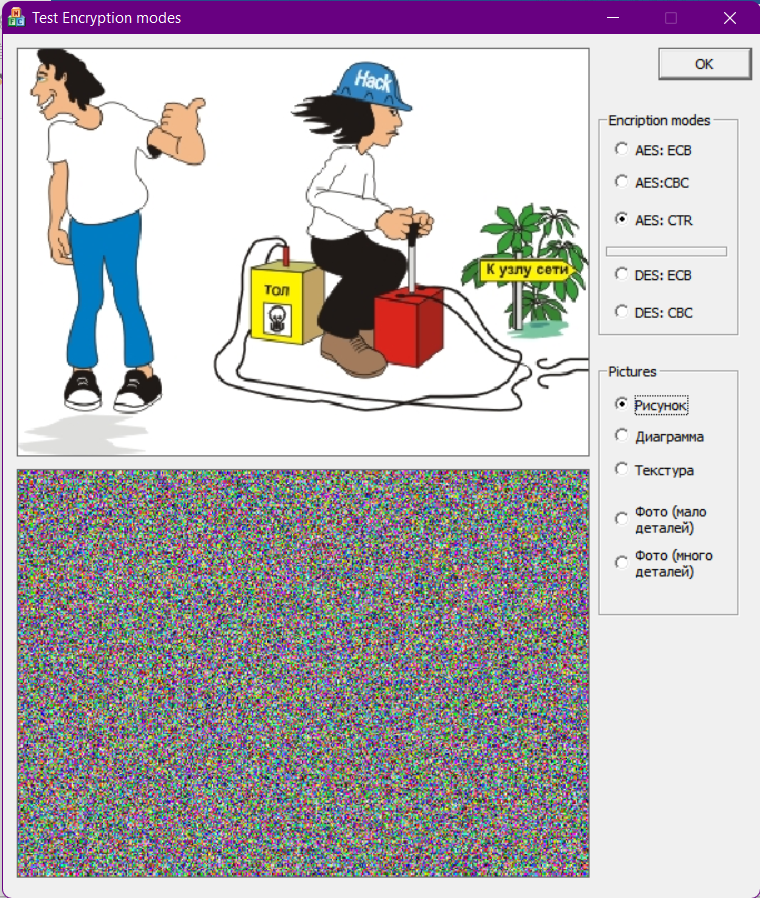 Test Encryption modes
OK
Hack
ТОЛ
К узлу сети
Encription modes
AES: ECB
AES:CBC
AES: CTR
DES: ECB
DES: CBC
Pictures
Рисунок
Диаграмма
Текстура
Фото (мало
деталей)
Фото (много
деталей)